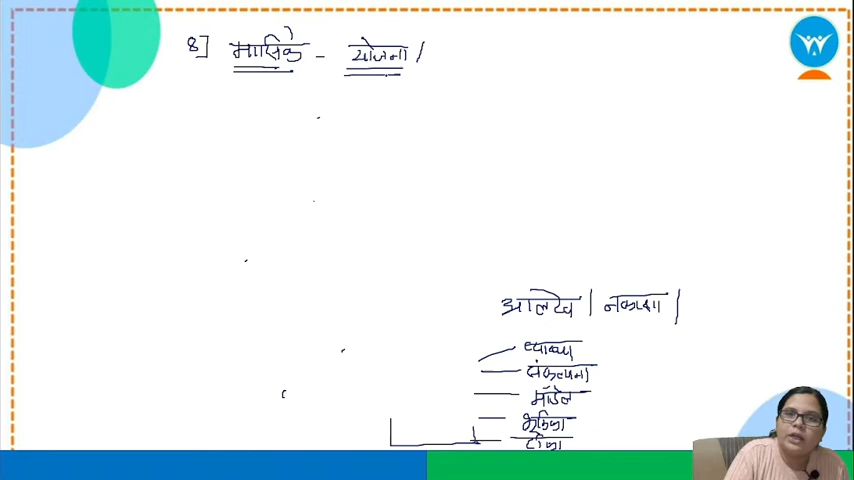 8] मासिके - योजना /
आलेख | नकाशा |
व्याख्या
संकल्पना
मॉडेल
भूमिका
टीका